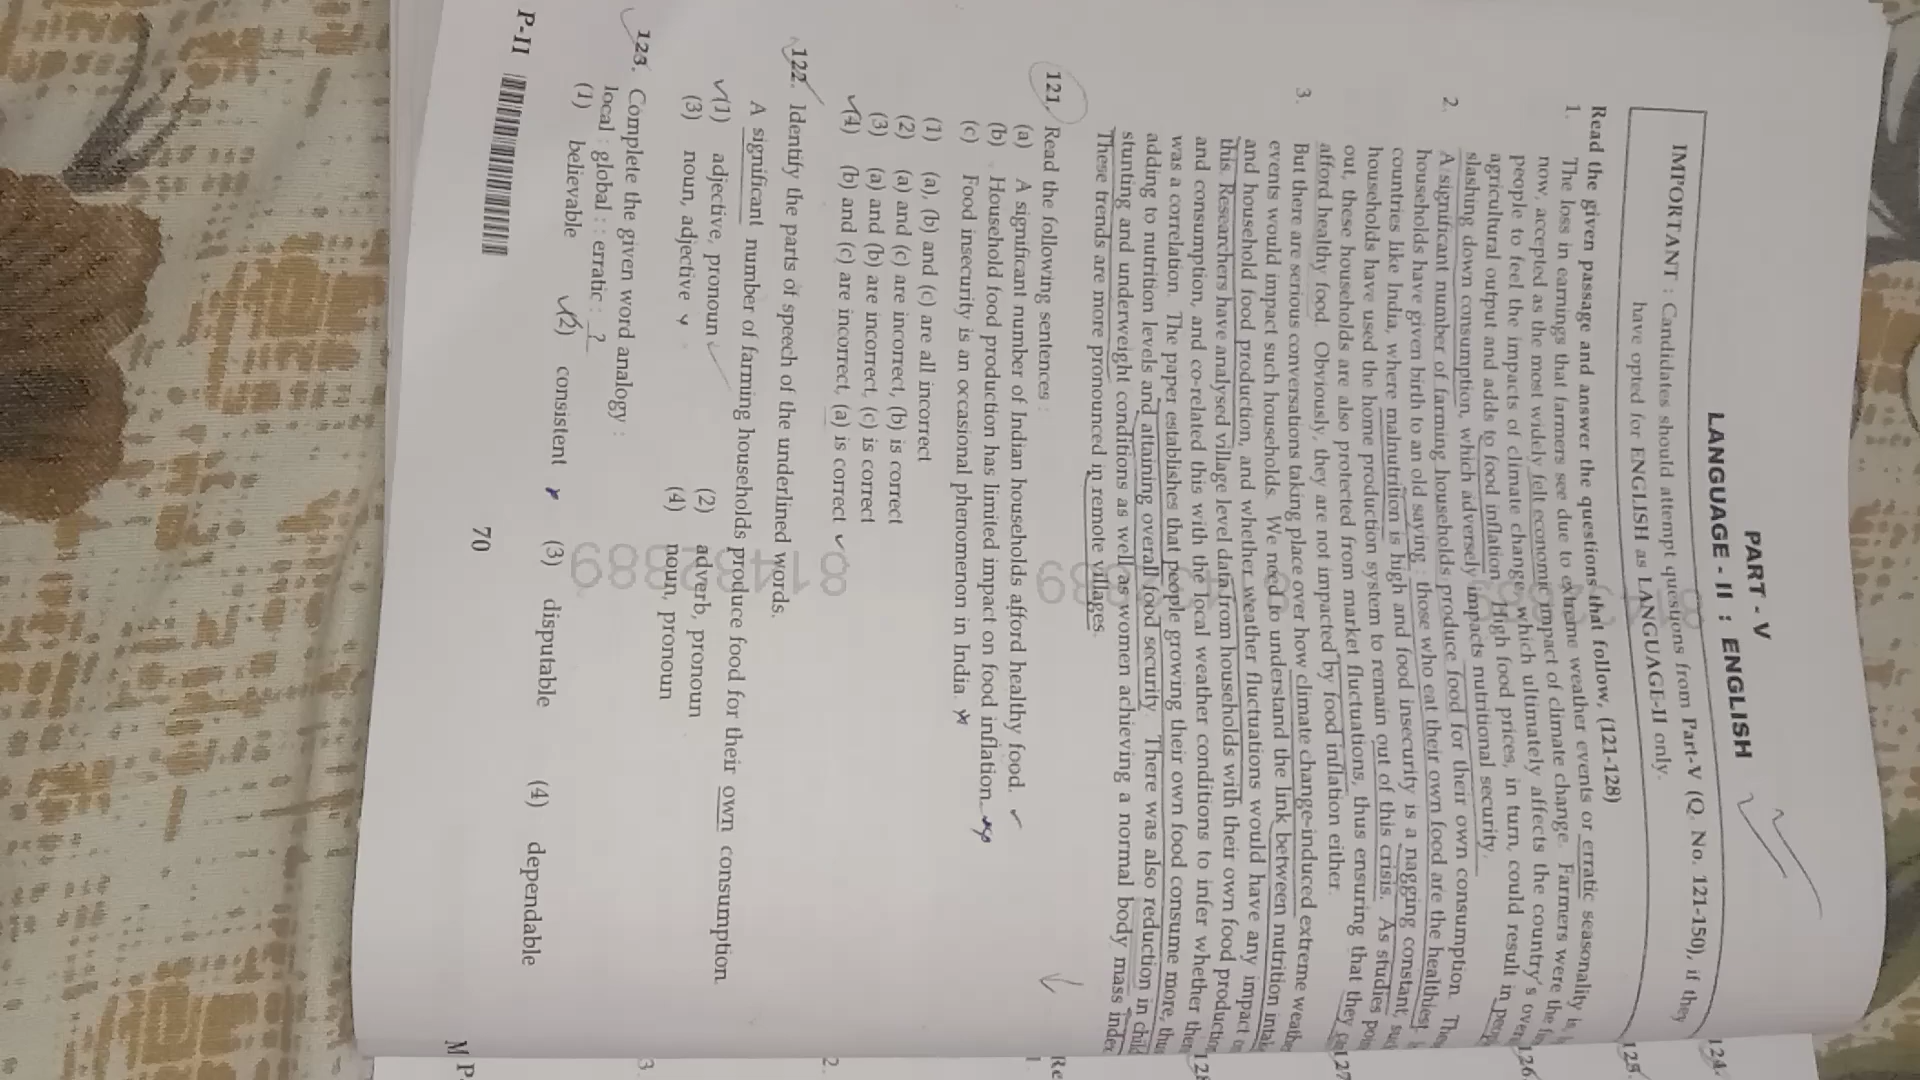 PART - V
LANGUAGE - II : ENGLISH
IMPORTANT : Candidates should attempt questions from Part-V (Q. No. 121-150), if they
have opted for ENGLISH as LANGUAGE-II only.
Read the given passage and answer the questions that follow, (121-128)
1. The loss in earnings that farmers see due to extreme weather events or erratic seasonality is,
now, accepted as the most widely felt economic impact of climate change. Farmers were the
people to feel the impacts of climate change, which ultimately affects the country's
agricultural output and adds to food inflation. High food prices, in turn, could result in
slashing down consumption, which adversely impacts nutritional security.
2. A significant number of farming households produce food for their own consumption.
households have given birth to an old saying : those who eat their own food are the healthiest.
countries like India, where malnutrition is high and food insecurity is a nagging constant,
households have used the home production system to remain out of this crisis. As studies
out, these households are also protected from market fluctuations, thus ensuring that they
afford healthy food. Obviously, they are not impacted by food inflation either.
3. But there are serious conversations taking place over how climate change-induced extreme weather
events would impact such households. We need to understand the link between nutrition intake
and household food production, and whether weather fluctuations would have any impact on
this. Researchers have analysed village level data from households with their own food production
and consumption, and co-related this with the local weather conditions to infer whether there
was a correlation. The paper establishes that people growing their own food consume more, thus
adding to nutrition levels and attaining overall food security. There was also reduction in child
stunting and underweight conditions as well as women achieving a normal body mass index
These trends are more pronounced in remote villages.
121. Read the following sentences :
(a) A significant number of Indian households afford healthy food.
(b) Household food production has limited impact on food inflation.
(c) Food insecurity is an occasional phenomenon in India.
(1) (a), (b) and (c) are all incorrect
(2) (a) and (c) are incorrect, (b) is correct
(3) (a) and (b) are incorrect, (c) is correct
(4) (b) and (c) are incorrect, (a) is correct
122. Identify the parts of speech of the underlined words.
A significant number of farming households produce food for their own consumption.
(1) adjective, pronoun (2) adverb, pronoun
(3) noun, adjective (4) noun, pronoun
123. Complete the given word analogy :
local : global : : erratic : ?
(1) believable (2) consistent (3) disputable (4) dependable
P-II 70 M P
124.
125.
126.
127
128
Re
1
2.
3.